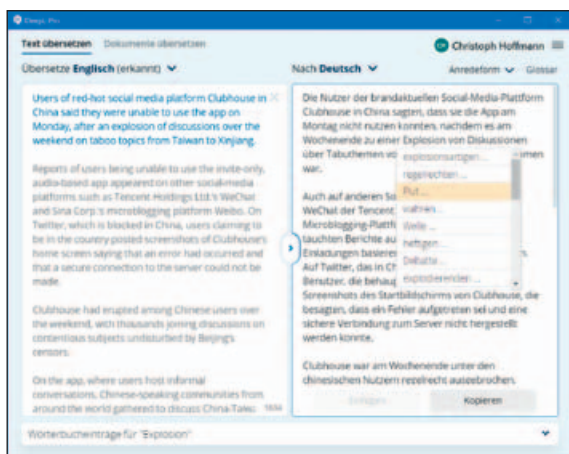 DeepL Pro
Text übersetzen Dokumente übersetzen
CH Christoph Hoffmann
Übersetze Englisch (erkannt)
Nach Deutsch
Anredeform Glossar
Users of red-hot social media platform Clubhouse in
China said they were unable to use the app on
Monday, after an explosion of discussions over the
weekend on taboo topics from Taiwan to Xinjiang.
Reports of users being unable to use the invite-only,
audio-based app appeared on other social-media
platforms such as Tencent Holdings Ltd.'s WeChat
and Sina Corp.'s microblogging platform Weibo. On
Twitter, which is blocked in China, users claiming to
be in the country posted screenshots of Clubhouse's
home screen saying that an error had occurred and
that a secure connection to the server could not be
made.
Clubhouse had erupted among Chinese users over
the weekend, with thousands joining discussions on
contentious subjects undisturbed by Beijing's
censors.
On the app, where users host informal
conversations, Chinese-speaking communities from
around the world gathered to discuss China-Taiwa
Die Nutzer der brandaktuellen Social-Media-Plattform
Clubhouse in China sagten, dass sie die App am
Montag nicht nutzen konnten, nachdem es am
Wochenende zu einer Explosion von Diskussionen
über Tabuthemen vo
men
war.
explosionsartigen ...
regelrechten ...
Flut ...
wahren ...
Welle ...
heftigen ...
Debatte ...
explodierenden ...
Auch auf anderen So
WeChat der Tencent
Microblogging-Plattf
tauchten Berichte au
Einladungen basiere
Auf Twitter, das in Ch
Benutzer, die behaup
Screenshots des Startbildschirms von Clubhouse, die
besagten, dass ein Fehler aufgetreten sei und eine
sichere Verbindung zum Server nicht hergestellt
werden konnte.
Clubhouse war am Wochenende unter den
chinesischen Nutzern regelrecht ausgebrochen.
Einfügen Kopieren
Wörterbucheinträge für "Explosion"